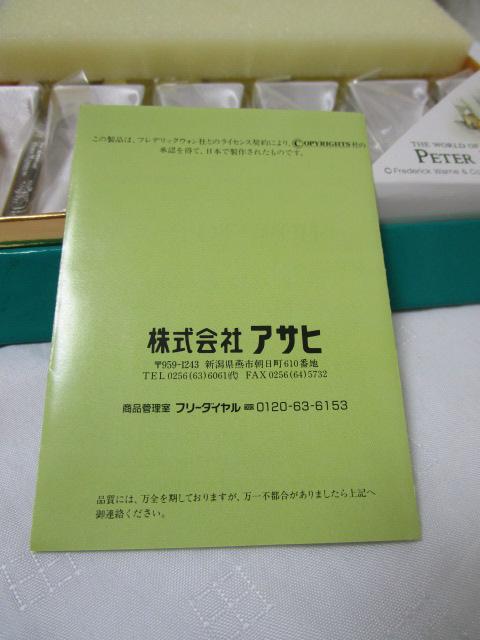 この製品は、フレデリックウォン社とのライセンス契約により、©OPYRIGHTS社の
承認を得て、日本で製作されたものです。
THE WORLD OF
PETER
© Frederick Warne & Co
株式会社 アサヒ
〒959-1243 新潟県燕市朝日町610番地
TEL 0256(63)6061㈹ FAX 0256(64)5732
商品管理室 フリーダイヤル 0120-63-6153
品質には、万全を期しておりますが、万一不都合がありましたら上記へ
御連絡ください。